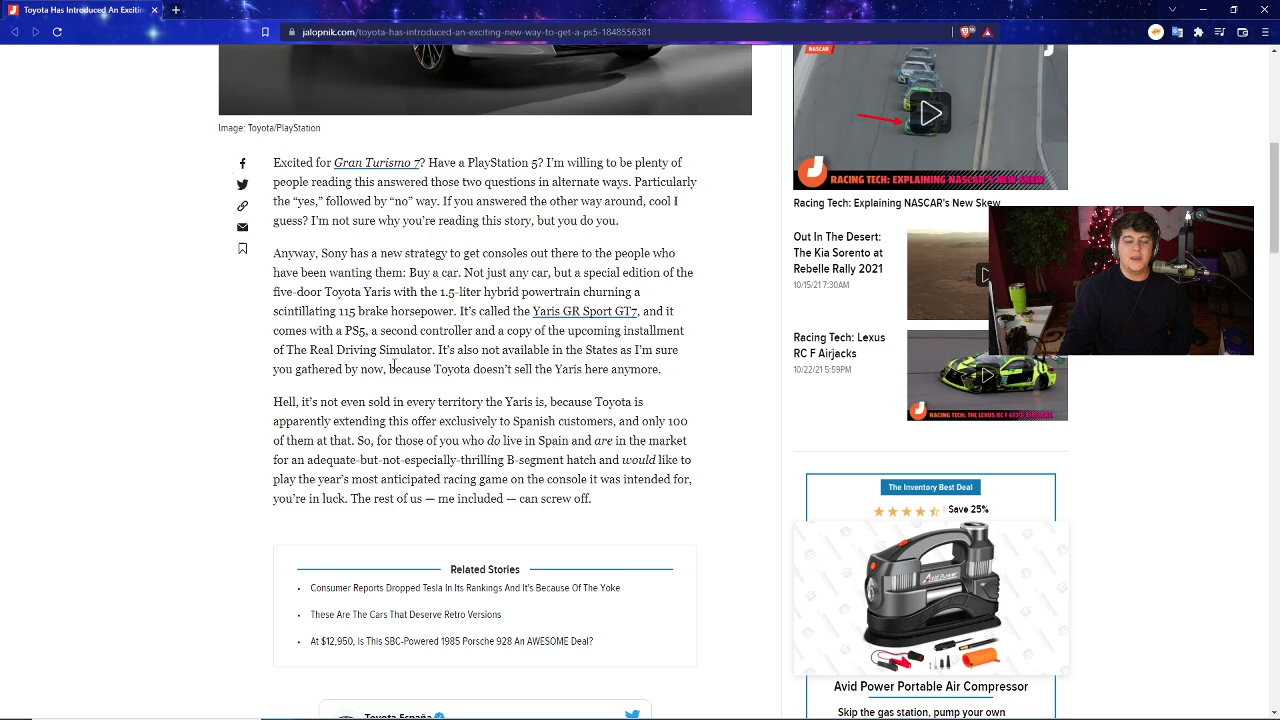 Toyota Has Introduced An Excitin
jalopnik.com/toyota-has-introduced-an-exciting-new-way-to-get-a-ps5-1848556381
Image: Toyota/PlayStation
Excited for Gran Turismo 7? Have a PlayStation 5? I'm willing to be plenty of
people reading this answered those two questions in alternate ways. Particularly
the “yes,” followed by “no” way. If you answered the other way around, cool I
guess? I'm not sure why you're reading this story, but you do you.
Anyway, Sony has a new strategy to get consoles out there to the people who
have been wanting them: Buy a car. Not just any car, but a special edition of the
five-door Toyota Yaris with the 1.5-liter hybrid powertrain churning a
scintillating 115 brake horsepower. It's called the Yaris GR Sport GT7, and it
comes with a PS5, a second controller and a copy of the upcoming installment
of The Real Driving Simulator. It's also not available in the States as I'm sure
you gathered by now, because Toyota doesn't sell the Yaris here anymore.
Hell, it's not even sold in every territory the Yaris is, because Toyota is
apparently extending this offer exclusively to Spanish customers, and only 100
of them at that. So, for those of you who do live in Spain and are in the market
for an adequate-but-not-especially-thrilling B-segment hatch and would like to
play the year's most anticipated racing game on the console it was intended for,
you're in luck. The rest of us — me included — can screw off.
Related Stories
Consumer Reports Dropped Tesla In Its Rankings And It's Because Of The Yoke
These Are The Cars That Deserve Retro Versions
At $12,950, Is This SBC-Powered 1985 Porsche 928 An AWESOME Deal?
Toyota España
NASCAR
RACING TECH: EXPLAINING NASCAR'S NEW SKEW
Racing Tech: Explaining NASCAR's New Skew
Out In The Desert:
The Kia Sorento at
Rebelle Rally 2021
10/15/21 7:30AM
Racing Tech: Lexus
RC F Airjacks
10/22/21 5:59PM
RACING TECH: THE LEXUS RC F GT3'S AIRJACKS
The Inventory Best Deal
Save 25%
Avid Power
Avid Power Portable Air Compressor
Skip the gas station, pump your own